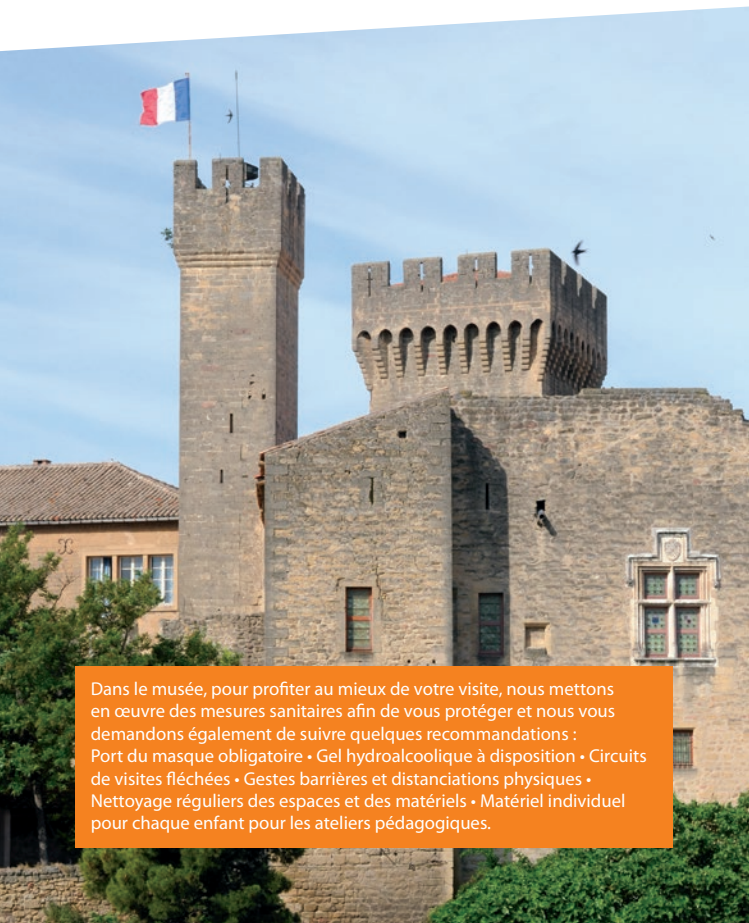 Dans le musée, pour profiter au mieux de votre visite, nous mettons
en œuvre des mesures sanitaires afin de vous protéger et nous vous
demandons également de suivre quelques recommandations :
Port du masque obligatoire • Gel hydroalcoolique à disposition • Circuits
de visites fléchées • Gestes barrières et distanciations physiques •
Nettoyage réguliers des espaces et des matériels • Matériel individuel
pour chaque enfant pour les ateliers pédagogiques.